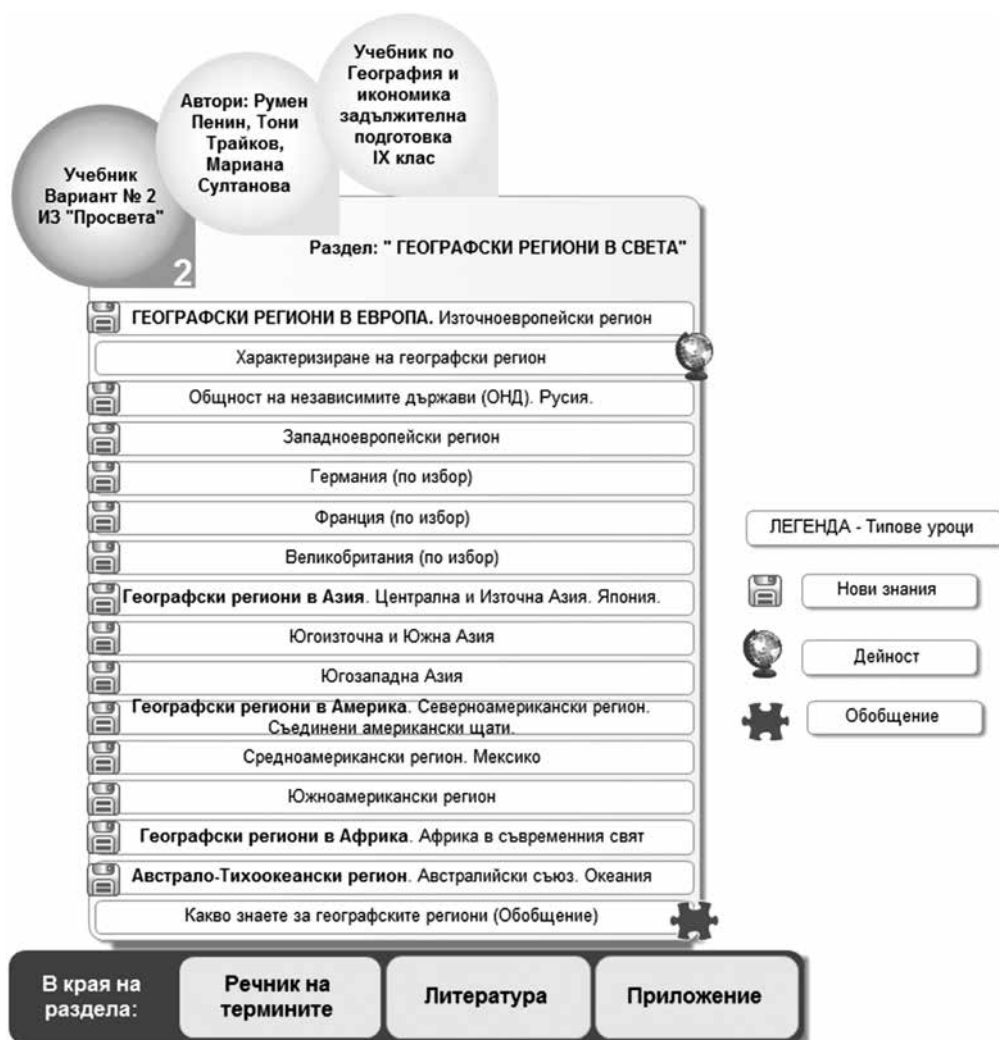 Учебник
Вариант № 2
ИЗ "Просвета"
2
Автори: Румен
Пенин, Тони
Трайков,
Мариана
Султанова
Учебник по
География и
икономика
задължителна
подготовка
IX клас
Раздел: " ГЕОГРАФСКИ РЕГИОНИ В СВЕТА"
ГЕОГРАФСКИ РЕГИОНИ В ЕВРОПА. Източноевропейски регион
Характеризиране на географски регион
Общност на независимите държави (ОНД). Русия.
Западноевропейски регион
Германия (по избор)
Франция (по избор)
Великобритания (по избор)
Географски региони в Азия. Централна и Източна Азия. Япония.
Югоизточна и Южна Азия
Югозападна Азия
Географски региони в Америка. Северноамерикански регион.
Съединени американски щати.
Средноамерикански регион. Мексико
Южноамерикански регион
Географски региони в Африка. Африка в съвременния свят
Австрало-Тихоокеански регион. Австралийски съюз. Океания
Какво знаете за географските региони (Обобщение)
ЛЕГЕНДА - Типове уроци
Нови знания
Дейност
Обобщение
В края на
раздела:
Речник на
термините
Литература
Приложение